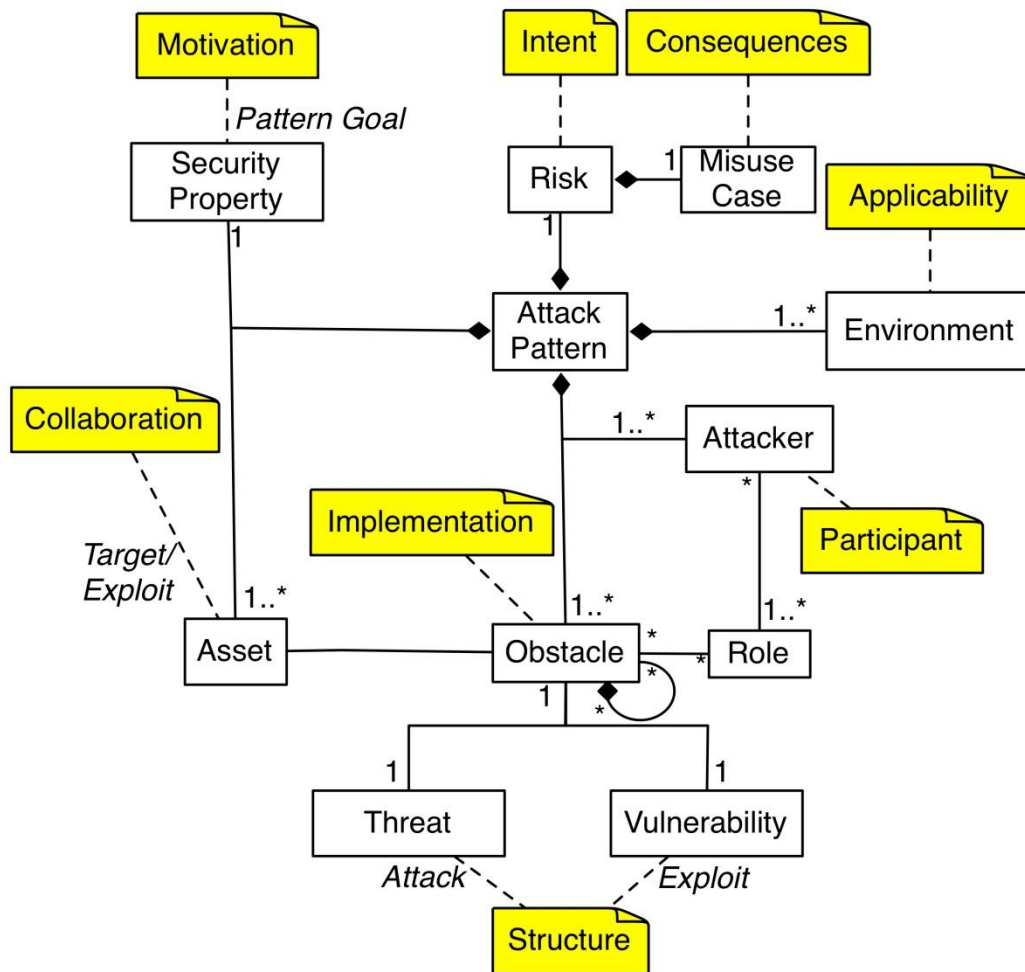 Motivation
Intent
Consequences
Pattern Goal
Security
Property
Risk
1
Misuse
Case
Applicability
1
1
Attack
Pattern
1..*
Environment
Collaboration
1..*
Attacker
*
Implementation
Participant
Target/
Exploit
1..*
1..*
1..*
Asset
Obstacle
*
*
Role
*
*
1
1
1
Threat
Vulnerability
Attack
Exploit
Structure